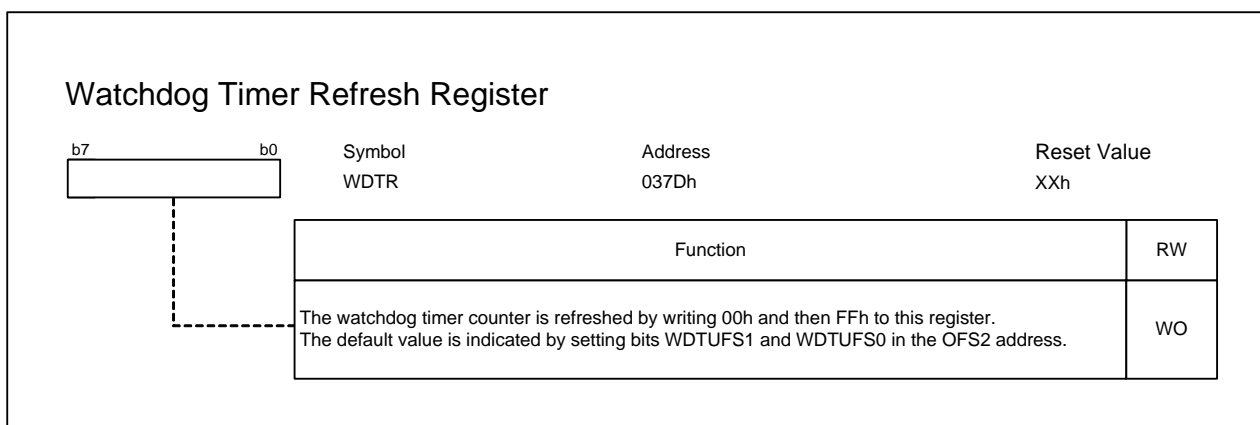 Watchdog Timer Refresh Register
b7 b0 Symbol Address Reset Value
WDTR 037Dh XXh
Function RW
The watchdog timer counter is refreshed by writing 00h and then FFh to this register.
The default value is indicated by setting bits WDTUFS1 and WDTUFS0 in the OFS2 address.
WO